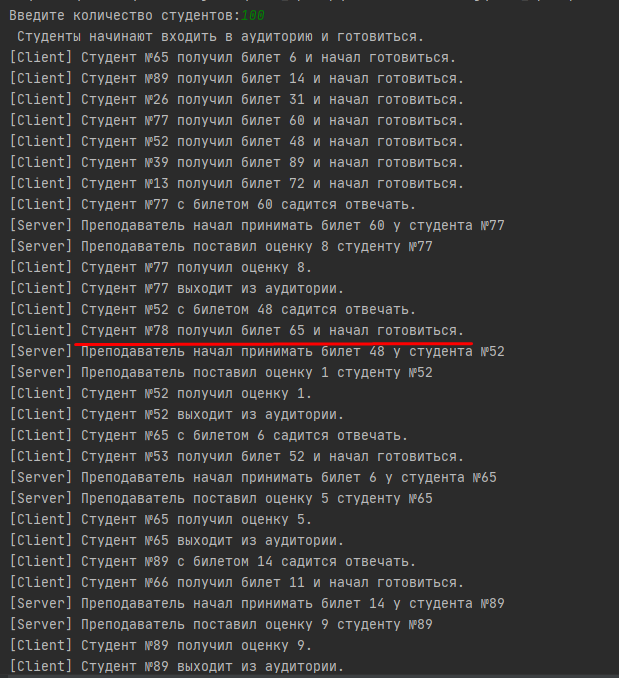 Введите количество студентов:100
Студенты начинают входить в аудиторию и готовиться.
[Client] Студент №65 получил билет 6 и начал готовиться.
[Client] Студент №89 получил билет 14 и начал готовиться.
[Client] Студент №26 получил билет 31 и начал готовиться.
[Client] Студент №77 получил билет 60 и начал готовиться.
[Client] Студент №52 получил билет 48 и начал готовиться.
[Client] Студент №39 получил билет 89 и начал готовиться.
[Client] Студент №13 получил билет 72 и начал готовиться.
[Client] Студент №77 с билетом 60 садится отвечать.
[Server] Преподаватель начал принимать билет 60 у студента №77
[Server] Преподаватель поставил оценку 8 студенту №77
[Client] Студент №77 получил оценку 8.
[Client] Студент №77 выходит из аудитории.
[Client] Студент №52 с билетом 48 садится отвечать.
[Client] Студент №78 получил билет 65 и начал готовиться.
[Server] Преподаватель начал принимать билет 48 у студента №52
[Server] Преподаватель поставил оценку 1 студенту №52
[Client] Студент №52 получил оценку 1.
[Client] Студент №52 выходит из аудитории.
[Client] Студент №65 с билетом 6 садится отвечать.
[Client] Студент №53 получил билет 52 и начал готовиться.
[Server] Преподаватель начал принимать билет 6 у студента №65
[Server] Преподаватель поставил оценку 5 студенту №65
[Client] Студент №65 получил оценку 5.
[Client] Студент №65 выходит из аудитории.
[Client] Студент №89 с билетом 14 садится отвечать.
[Client] Студент №66 получил билет 11 и начал готовиться.
[Server] Преподаватель начал принимать билет 14 у студента №89
[Server] Преподаватель поставил оценку 9 студенту №89
[Client] Студент №89 получил оценку 9.
[Client] Студент №89 выходит из аудитории.